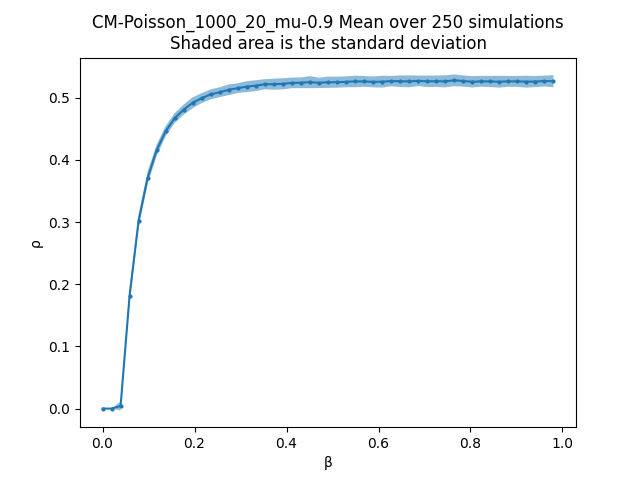 CM-Poisson_1000_20_mu-0.9 Mean over 250 simulations
Shaded area is the standard deviation
0.5
0.4
0.3
0.2
0.1
0.0
ρ
0.0 0.2 0.4 0.6 0.8 1.0
β